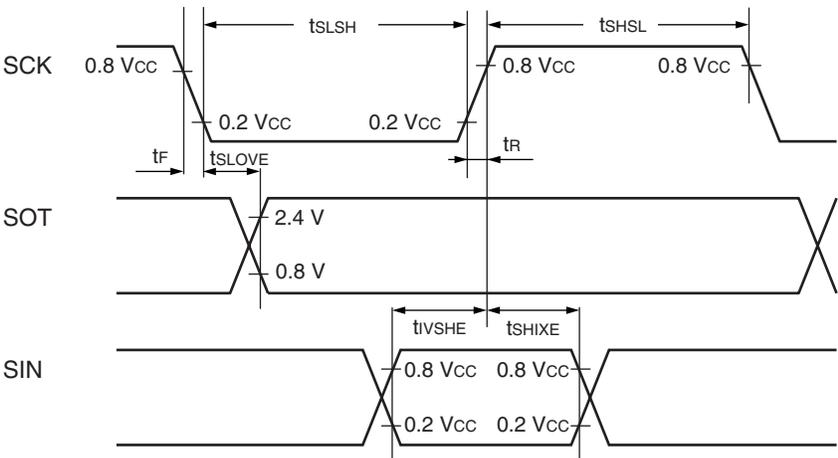 tSLSH tSHSL
SCK 0.8 VCC 0.8 VCC 0.8 VCC
0.2 VCC 0.2 VCC
tF tSLOVE tR
SOT 2.4 V
0.8 V
tIVSHE tSHIXE
SIN 0.8 VCC 0.8 VCC
0.2 VCC 0.2 VCC